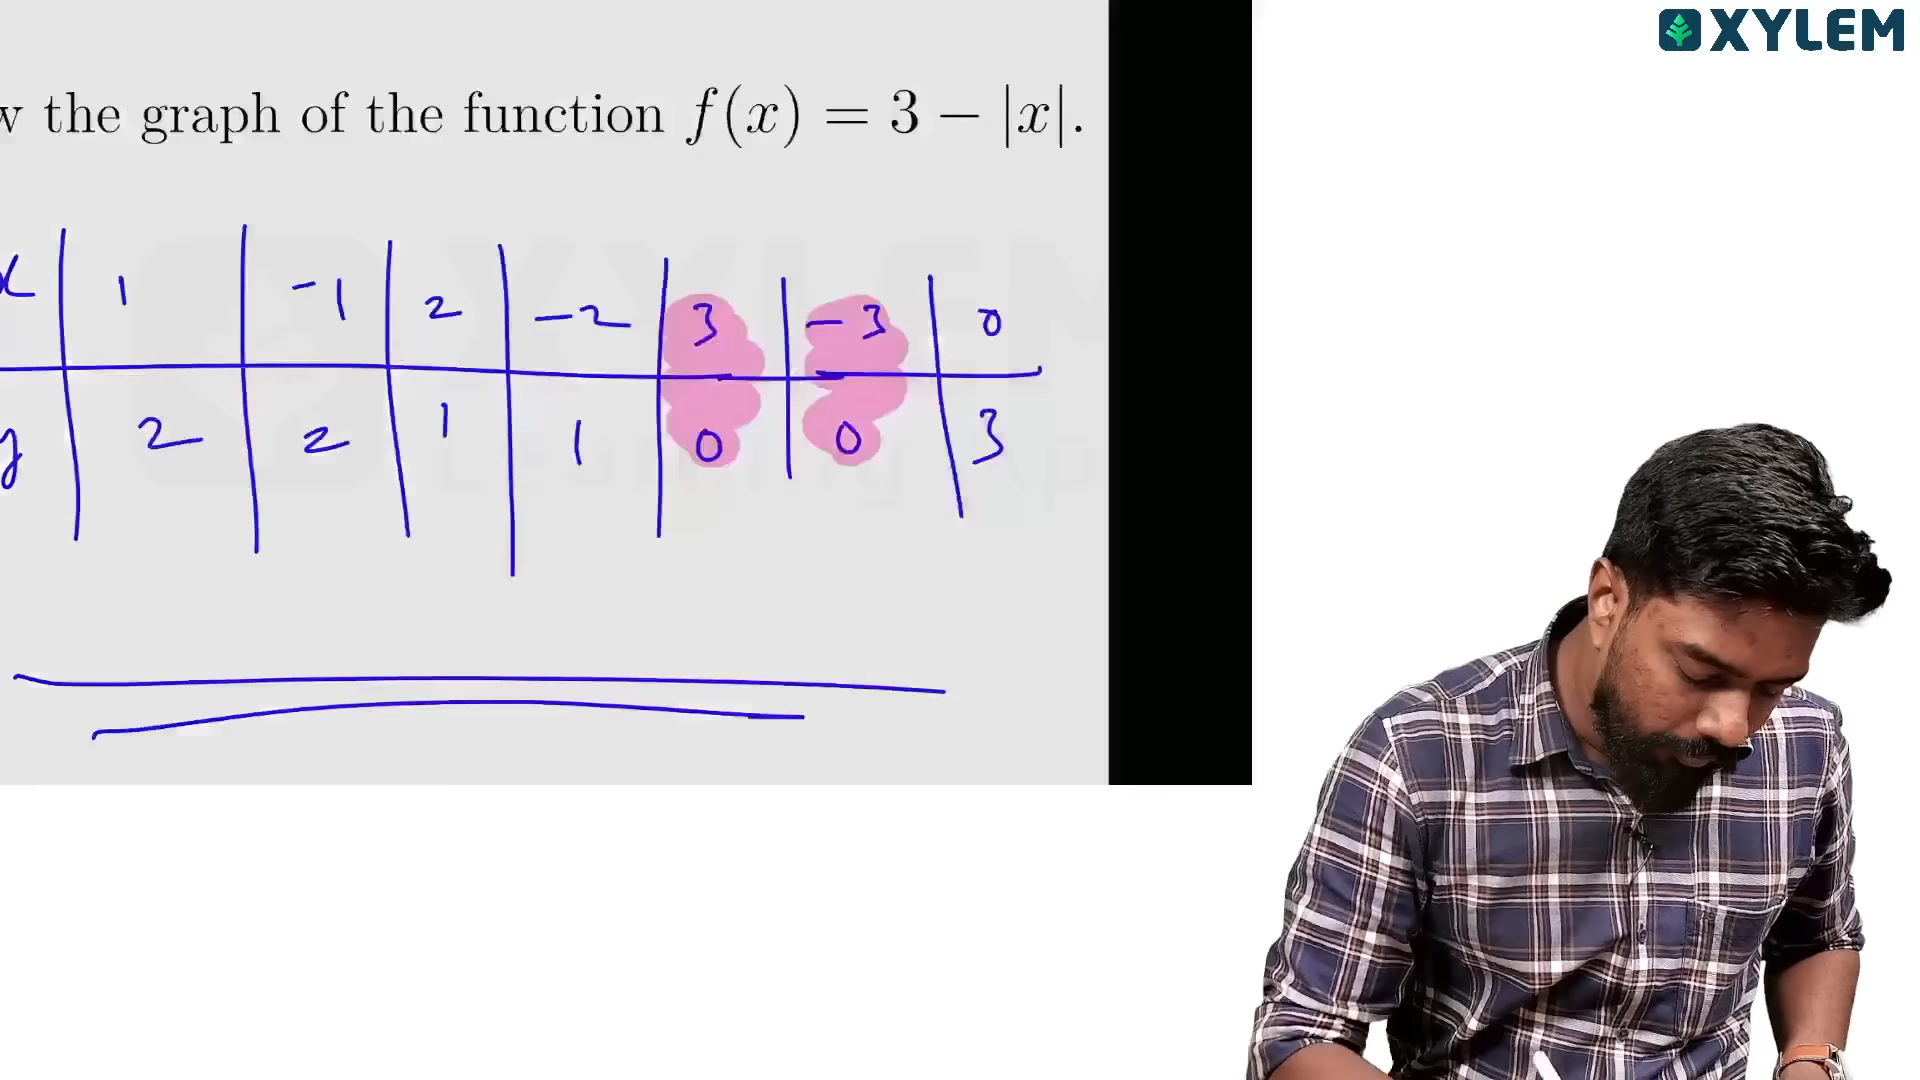 XYLEM
w the graph of the function f(x) = 3 − |x|.
x 1 -1 2 -2 3 -3 0
y 2 2 1 1 0 0 3